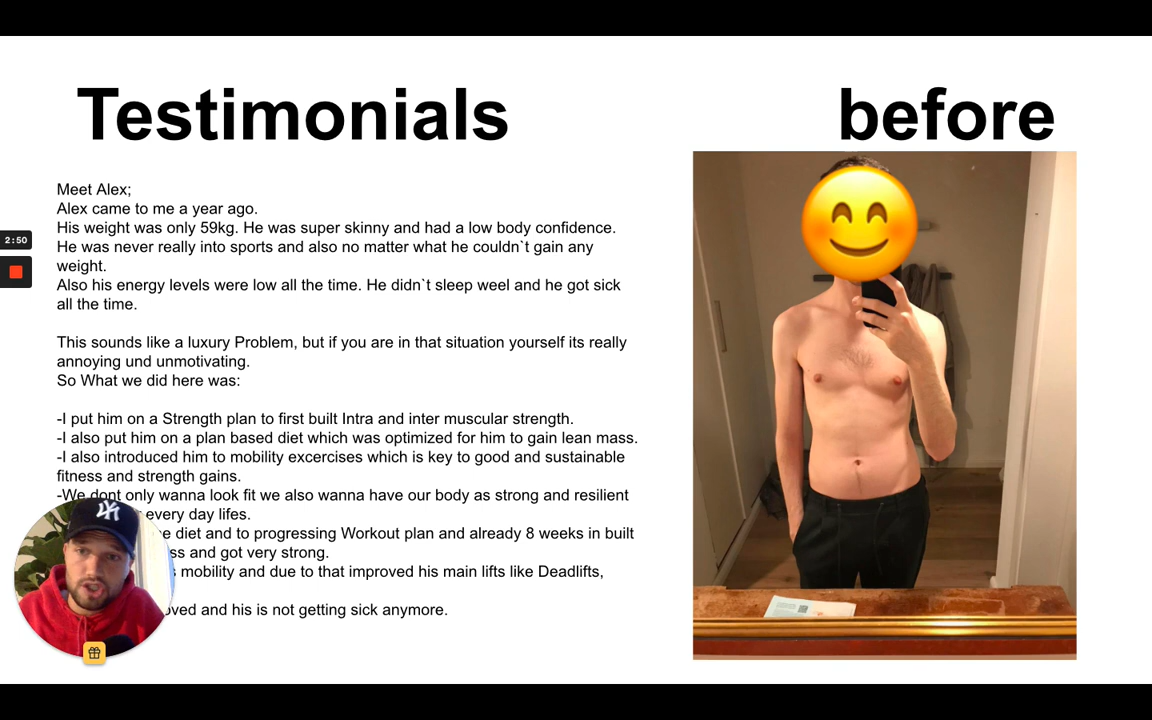 Testimonials
before
Meet Alex;
Alex came to me a year ago.
His weight was only 59kg. He was super skinny and had a low body confidence.
He was never really into sports and also no matter what he couldn`t gain any
weight.
Also his energy levels were low all the time. He didn`t sleep weel and he got sick
all the time.
This sounds like a luxury Problem, but if you are in that situation yourself its really
annoying und unmotivating.
So What we did here was:
-I put him on a Strength plan to first built Intra and inter muscular strength.
-I also put him on a plan based diet which was optimized for him to gain lean mass.
-I also introduced him to mobility excercises which is key to good and sustainable
fitness and strength gains.
-We dont only wanna look fit we also wanna have our body as strong and resilient
every day lifes.
diet and to progressing Workout plan and already 8 weeks in built
and got very strong.
mobility and due to that improved his main lifts like Deadlifts,
and his is not getting sick anymore.
2:50